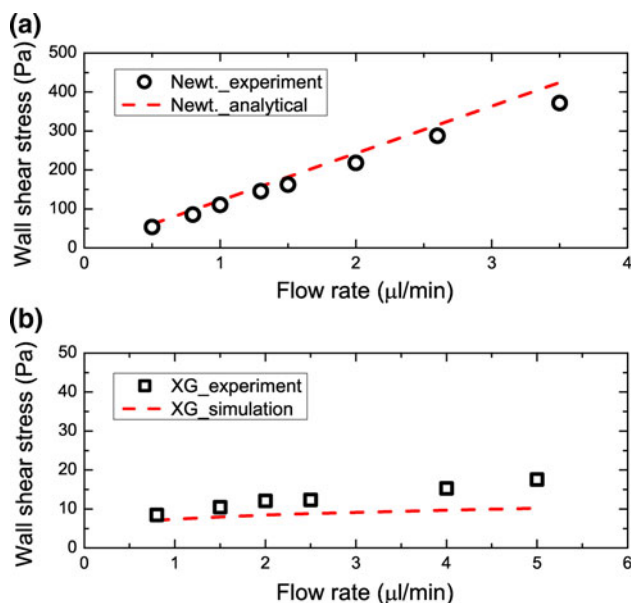 (a)
500
400
300
200
100
0
Wall shear stress (Pa)
Newt._experiment
Newt._analytical
0 1 2 3 4
Flow rate (μl/min)
(b)
50
40
30
20
10
0
Wall shear stress (Pa)
XG_experiment
XG_simulation
0 1 2 3 4 5 6
Flow rate (μl/min)